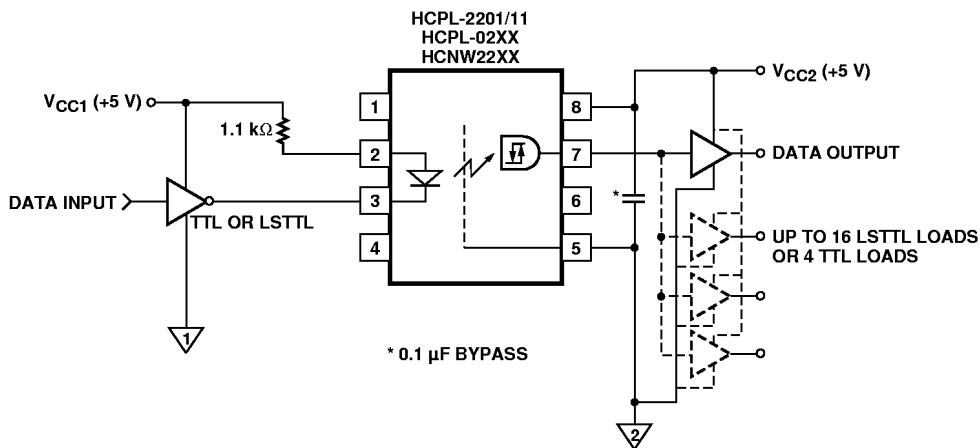 HCPL-2201/11
HCPL-02XX
HCNW22XX
VCC1 (+5 V)
1.1 kΩ
DATA INPUT
TTL OR LSTTL
1
2
3
4
8
7
6
5
*
VCC2 (+5 V)
DATA OUTPUT
UP TO 16 LSTTL LOADS
OR 4 TTL LOADS
* 0.1 µF BYPASS
1
2